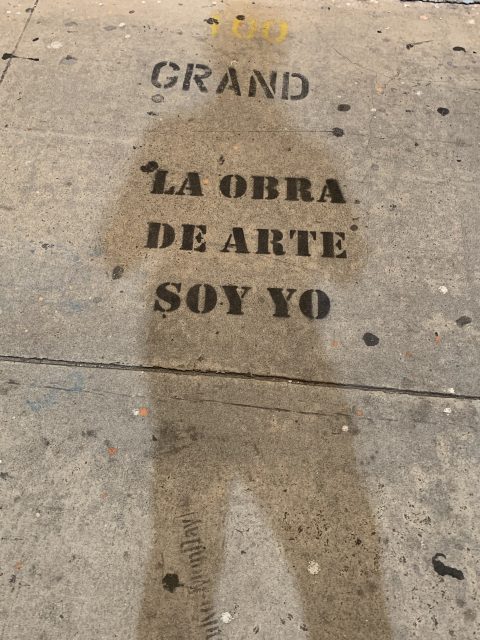 100
GRAND
LA OBRA
DE ARTE
SOY YO